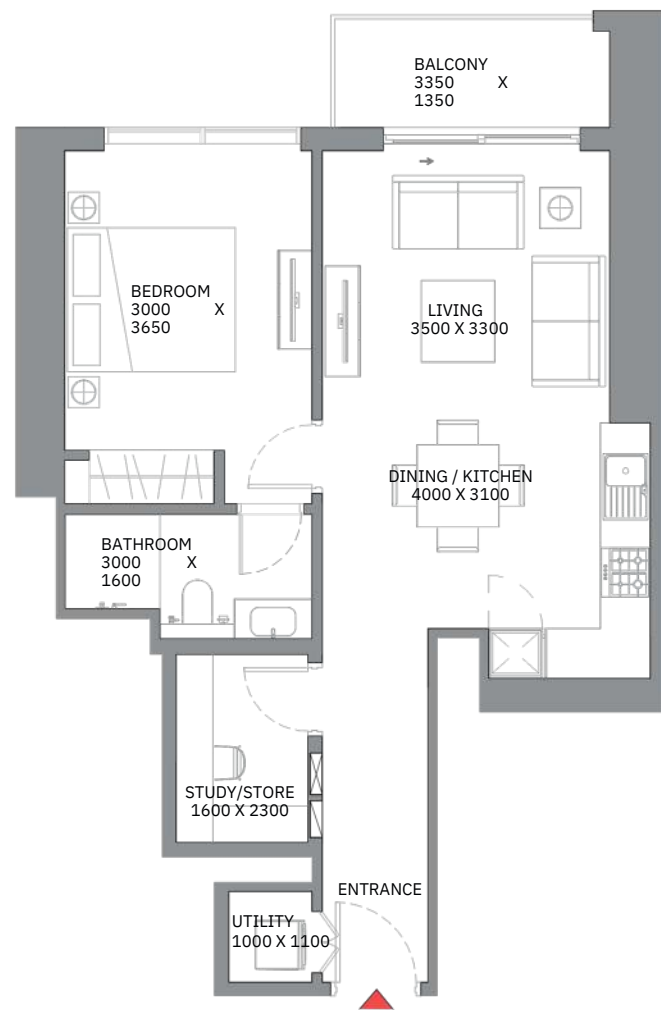 BALCONY
3350 X
1350
BEDROOM
3000 X
3650
LIVING
3500 X 3300
DINING / KITCHEN
4000 X 3100
BATHROOM
3000 X
1600
STUDY/STORE
1600 X 2300
ENTRANCE
UTILITY
1000 X 1100